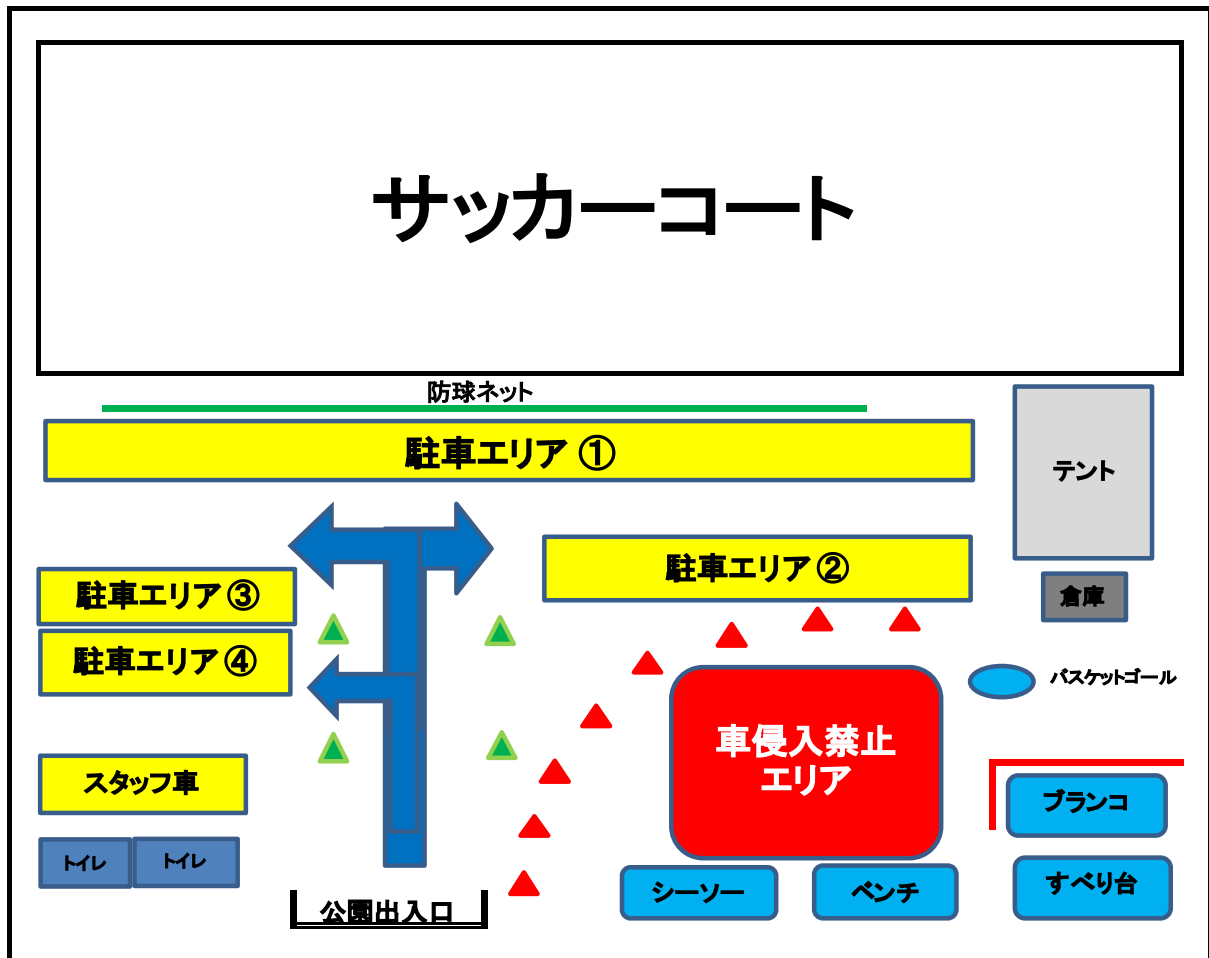 サッカーコート
防球ネット
駐車エリア ①
テント
駐車エリア ②
駐車エリア ③
倉庫
駐車エリア ④
バスケットゴール
車侵入禁止
エリア
スタッフ車
ブランコ
トイレ
トイレ
シーソー
ベンチ
すべり台
公園出入口